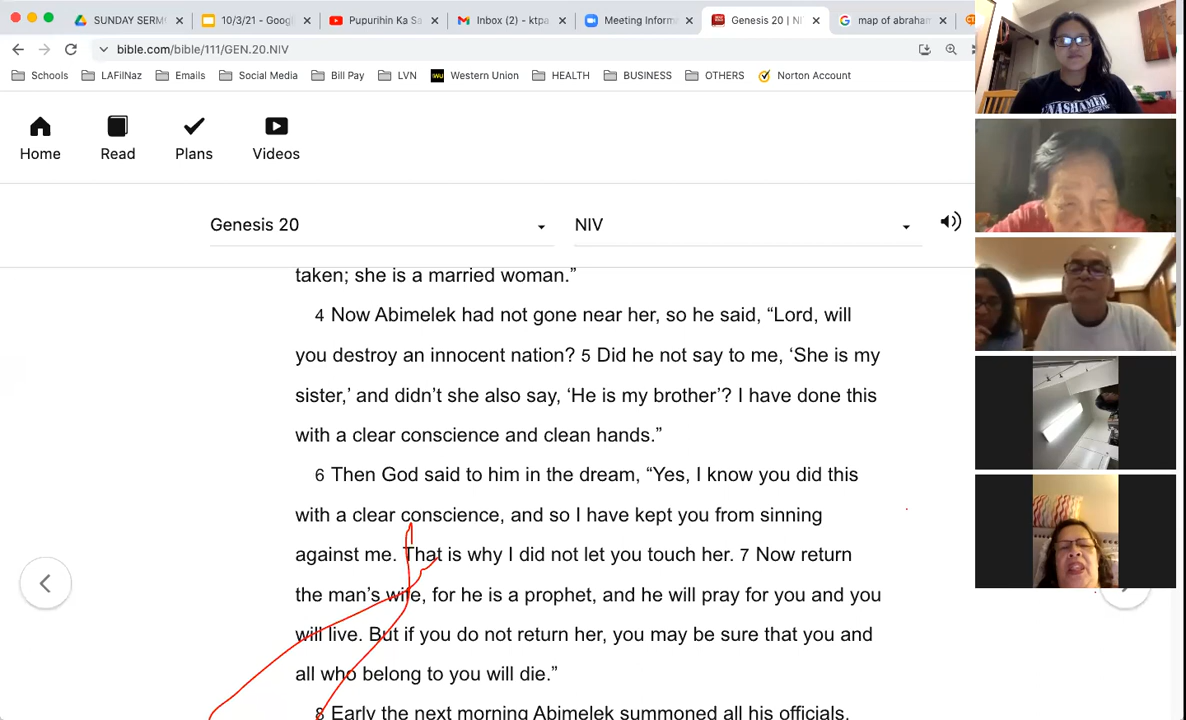 SUNDAY SERM
10/3/21 - Goog
Pupurihin Ka Sa
Inbox (2) - ktpa
Meeting Inform
Genesis 20 | NI
map of abraham
bible.com/bible/111/GEN.20.NIV
Schools
LAFilNaz
Emails
Social Media
Bill Pay
LVN
WU
Western Union
HEALTH
BUSINESS
OTHERS
Norton Account
UNASHAMED
Home
Read
Plans
Videos
Genesis 20
NIV
taken; she is a married woman.”
4 Now Abimelek had not gone near her, so he said, “Lord, will
you destroy an innocent nation? 5 Did he not say to me, ‘She is my
sister,’ and didn’t she also say, ‘He is my brother’? I have done this
with a clear conscience and clean hands.”
6 Then God said to him in the dream, “Yes, I know you did this
with a clear conscience, and so I have kept you from sinning
against me. That is why I did not let you touch her. 7 Now return
the man’s wife, for he is a prophet, and he will pray for you and you
will live. But if you do not return her, you may be sure that you and
all who belong to you will die.”
8 Early the next morning Abimelek summoned all his officials,